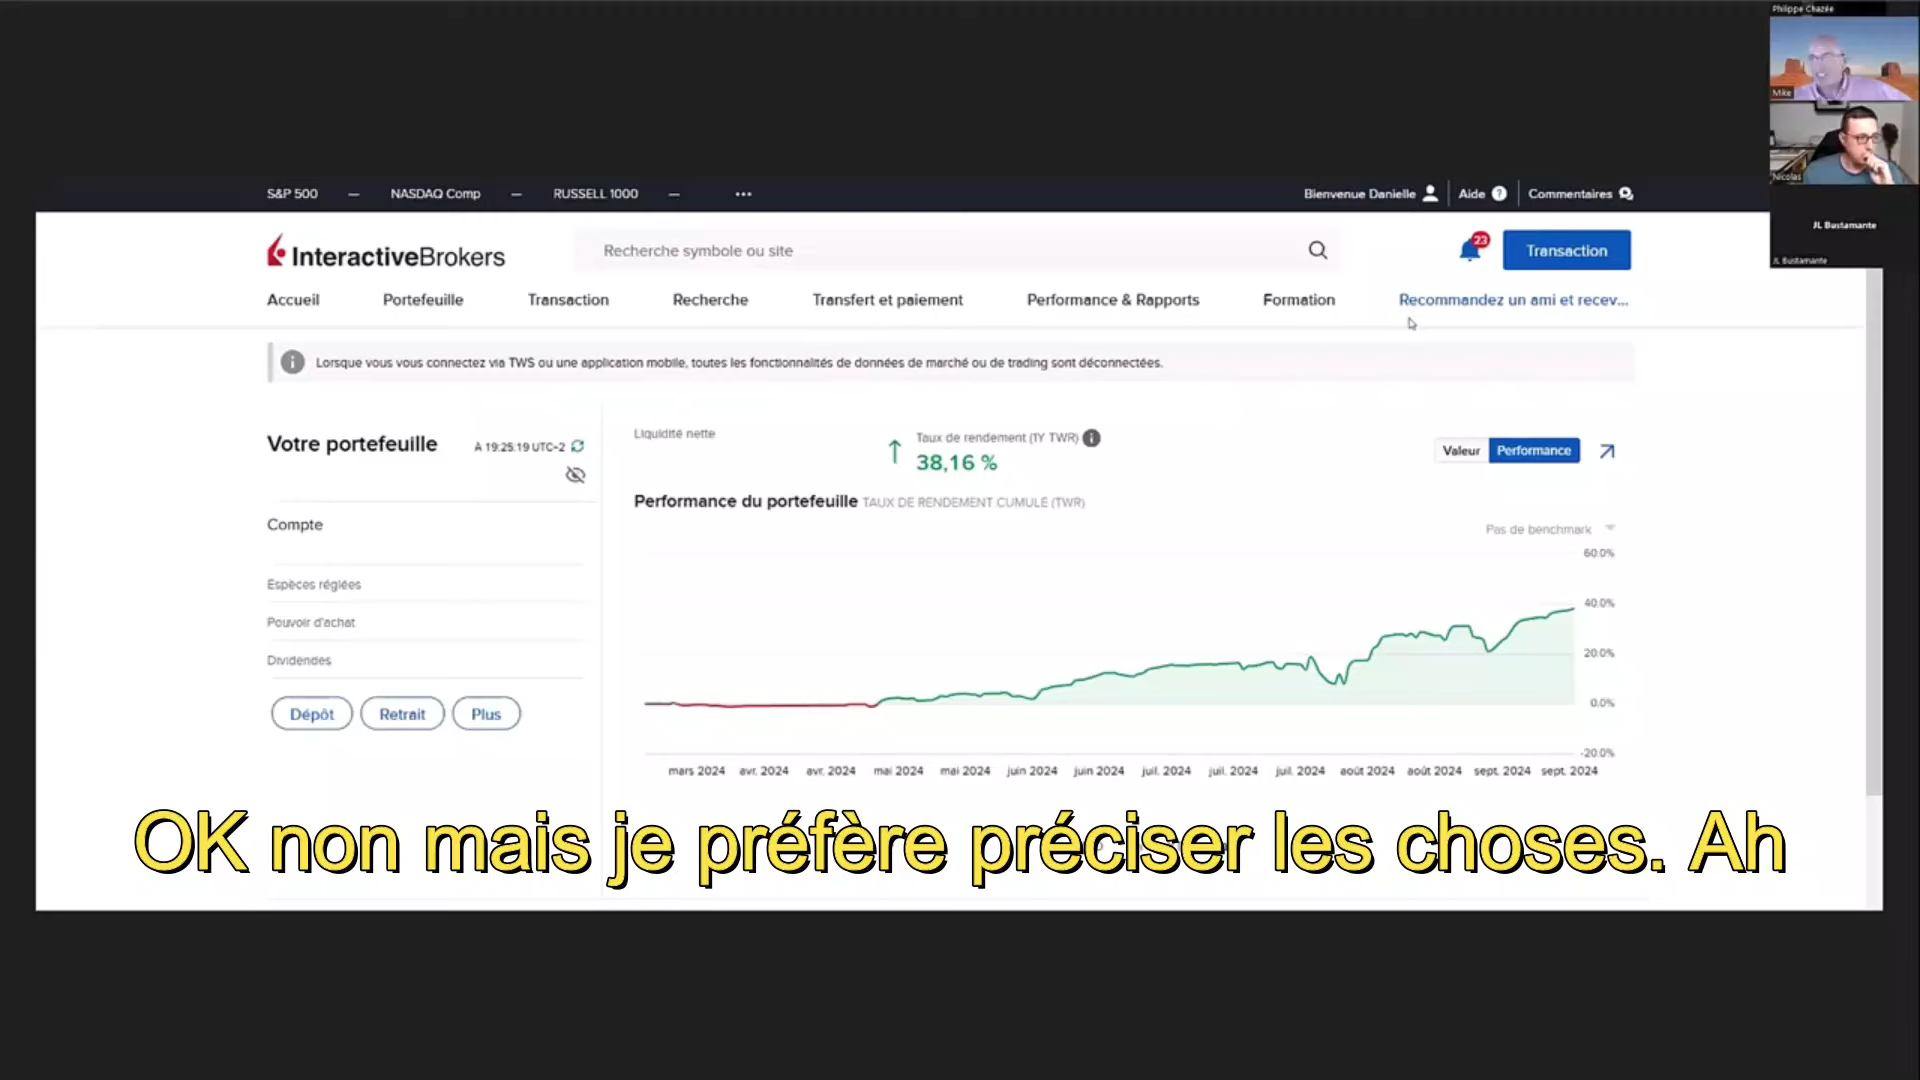 Philippe Chazée
Mike
Nicolas
JL Bustamante
JL Bustamante
S&P 500 — NASDAQ Comp — RUSSELL 1000 — •••
Bienvenue Danielle Aide ? Commentaires
InteractiveBrokers
Recherche symbole ou site
23
Transaction
Accueil Portefeuille Transaction Recherche Transfert et paiement Performance & Rapports Formation Recommandez un ami et recev...
Lorsque vous vous connectez via TWS ou une application mobile, toutes les fonctionnalités de données de marché ou de trading sont déconnectées.
Votre portefeuille
À 19:25:19 UTC-2
Compte
Espèces réglées
Pouvoir d'achat
Dividendes
Dépôt Retrait Plus
Liquidité nette
Taux de rendement (1Y TWR)
38,16 %
Valeur Performance
Performance du portefeuille TAUX DE RENDEMENT CUMULÉ (TWR)
Pas de benchmark
60.0%
40.0%
20.0%
0.0%
-20.0%
mars 2024 avr. 2024 avr. 2024 mai 2024 mai 2024 juin 2024 juin 2024 juil. 2024 juil. 2024 juil. 2024 août 2024 août 2024 sept. 2024 sept. 2024
OK non mais je préfère préciser les choses. Ah